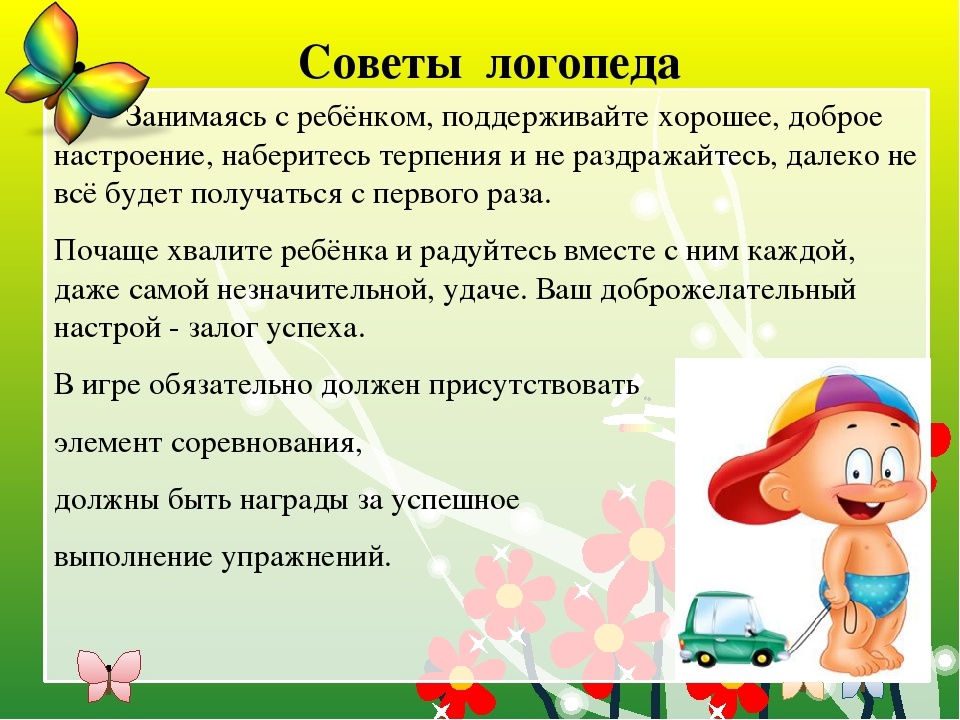 Советы логопеда
Занимаясь с ребёнком, поддерживайте хорошее, доброе
настроение, наберитесь терпения и не раздражайтесь, далеко не
всё будет получаться с первого раза.
Почаще хвалите ребёнка и радуйтесь вместе с ним каждой,
даже самой незначительной, удаче. Ваш доброжелательный
настрой - залог успеха.
В игре обязательно должен присутствовать
элемент соревнования,
должны быть награды за успешное
выполнение упражнений.